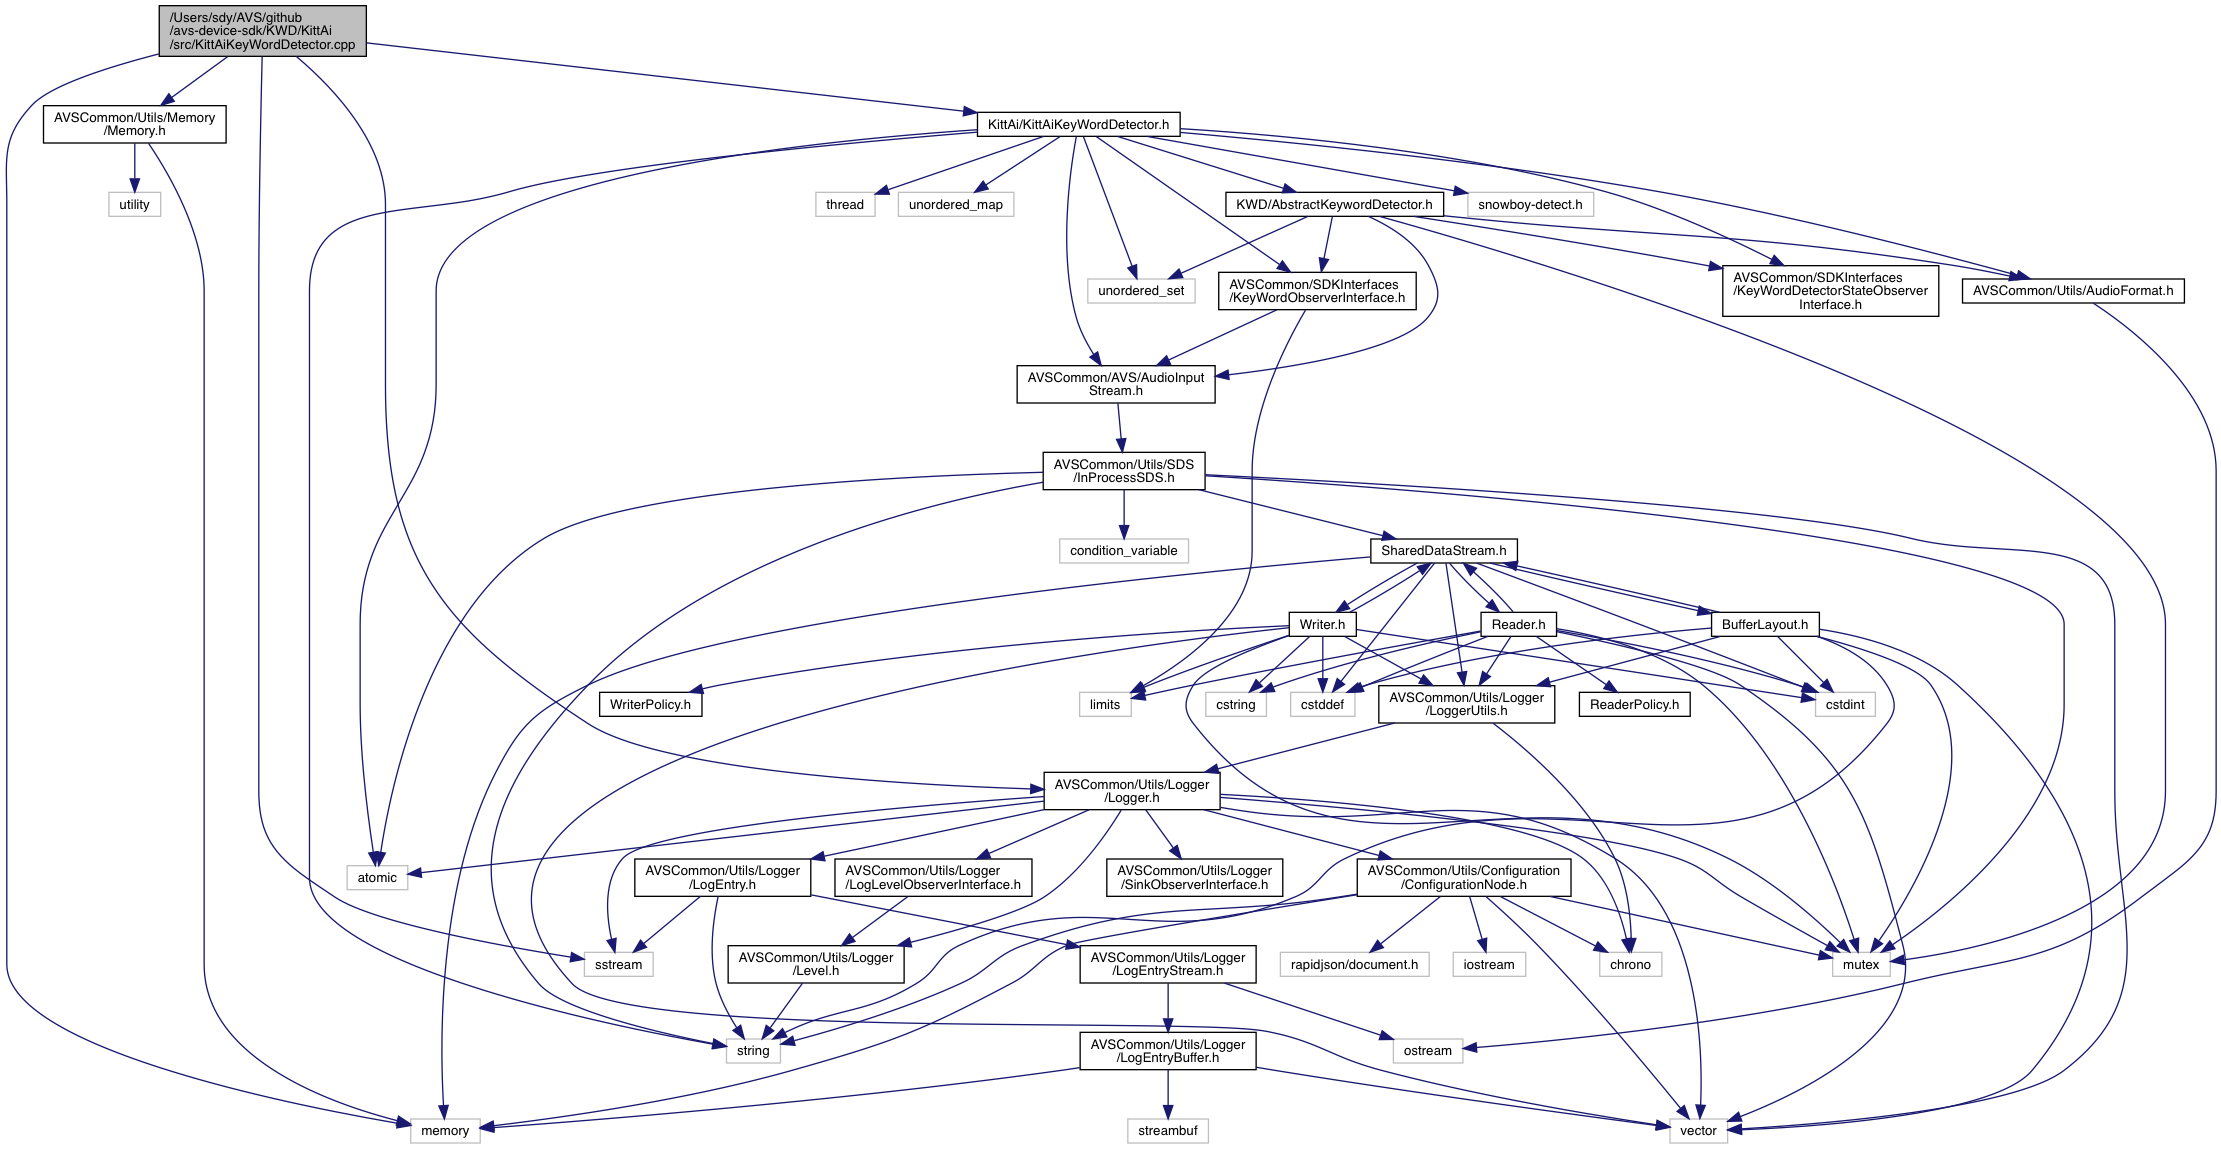 /Users/sdy/AVS/github
/avs-device-sdk/KWD/KittAi
/src/KittAiKeyWordDetector.cpp
AVSCommon/Utils/Memory
/Memory.h
KittAi/KittAiKeyWordDetector.h
utility
thread
unordered_map
KWD/AbstractKeywordDetector.h
snowboy-detect.h
unordered_set
AVSCommon/SDKInterfaces
/KeyWordObserverInterface.h
AVSCommon/SDKInterfaces
/KeyWordDetectorStateObserver
Interface.h
AVSCommon/Utils/AudioFormat.h
AVSCommon/AVS/AudioInput
Stream.h
AVSCommon/Utils/SDS
/InProcessSDS.h
condition_variable
SharedDataStream.h
Writer.h
Reader.h
BufferLayout.h
WriterPolicy.h
limits
cstring
cstddef
AVSCommon/Utils/Logger
/LoggerUtils.h
ReaderPolicy.h
cstdint
AVSCommon/Utils/Logger
/Logger.h
atomic
AVSCommon/Utils/Logger
/LogEntry.h
AVSCommon/Utils/Logger
/LogLevelObserverInterface.h
AVSCommon/Utils/Logger
/SinkObserverInterface.h
AVSCommon/Utils/Configuration
/ConfigurationNode.h
sstream
AVSCommon/Utils/Logger
/Level.h
AVSCommon/Utils/Logger
/LogEntryStream.h
rapidjson/document.h
iostream
chrono
mutex
string
AVSCommon/Utils/Logger
/LogEntryBuffer.h
ostream
memory
streambuf
vector